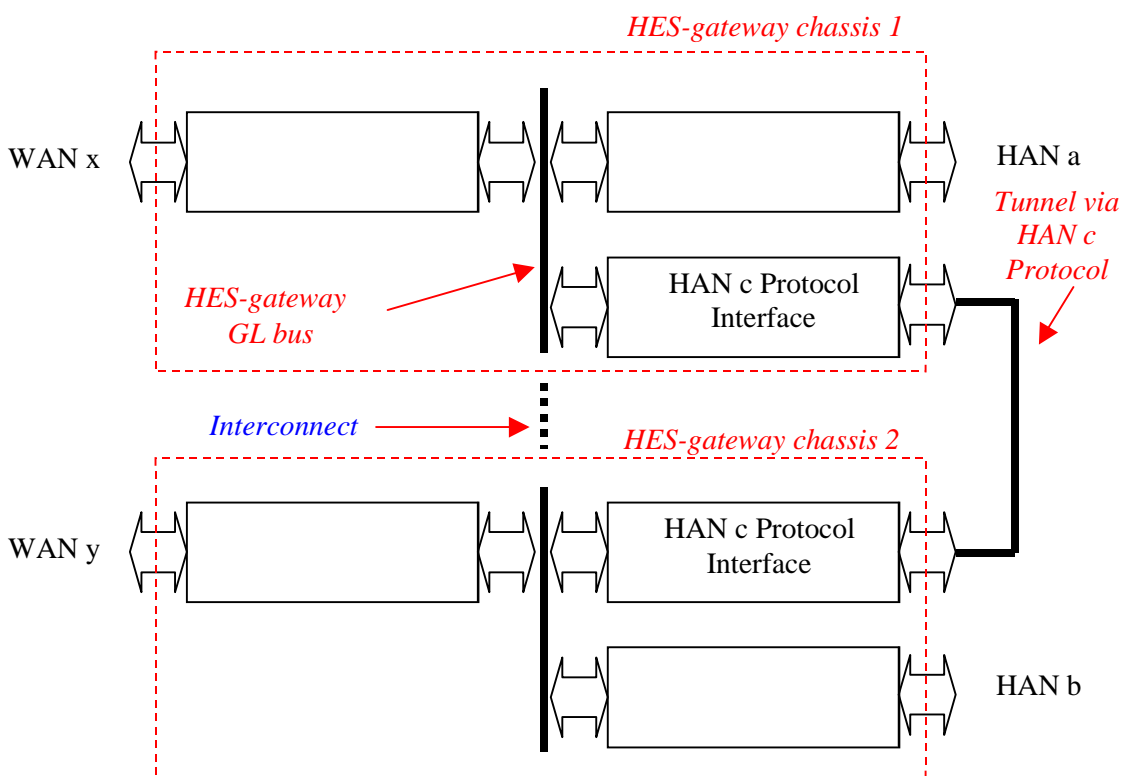 HES-gateway chassis 1
WAN x
HAN a
Tunnel via
HAN c
Protocol
HAN c Protocol
Interface
HES-gateway
GL bus
Interconnect
HES-gateway chassis 2
WAN y
HAN c Protocol
Interface
HAN b